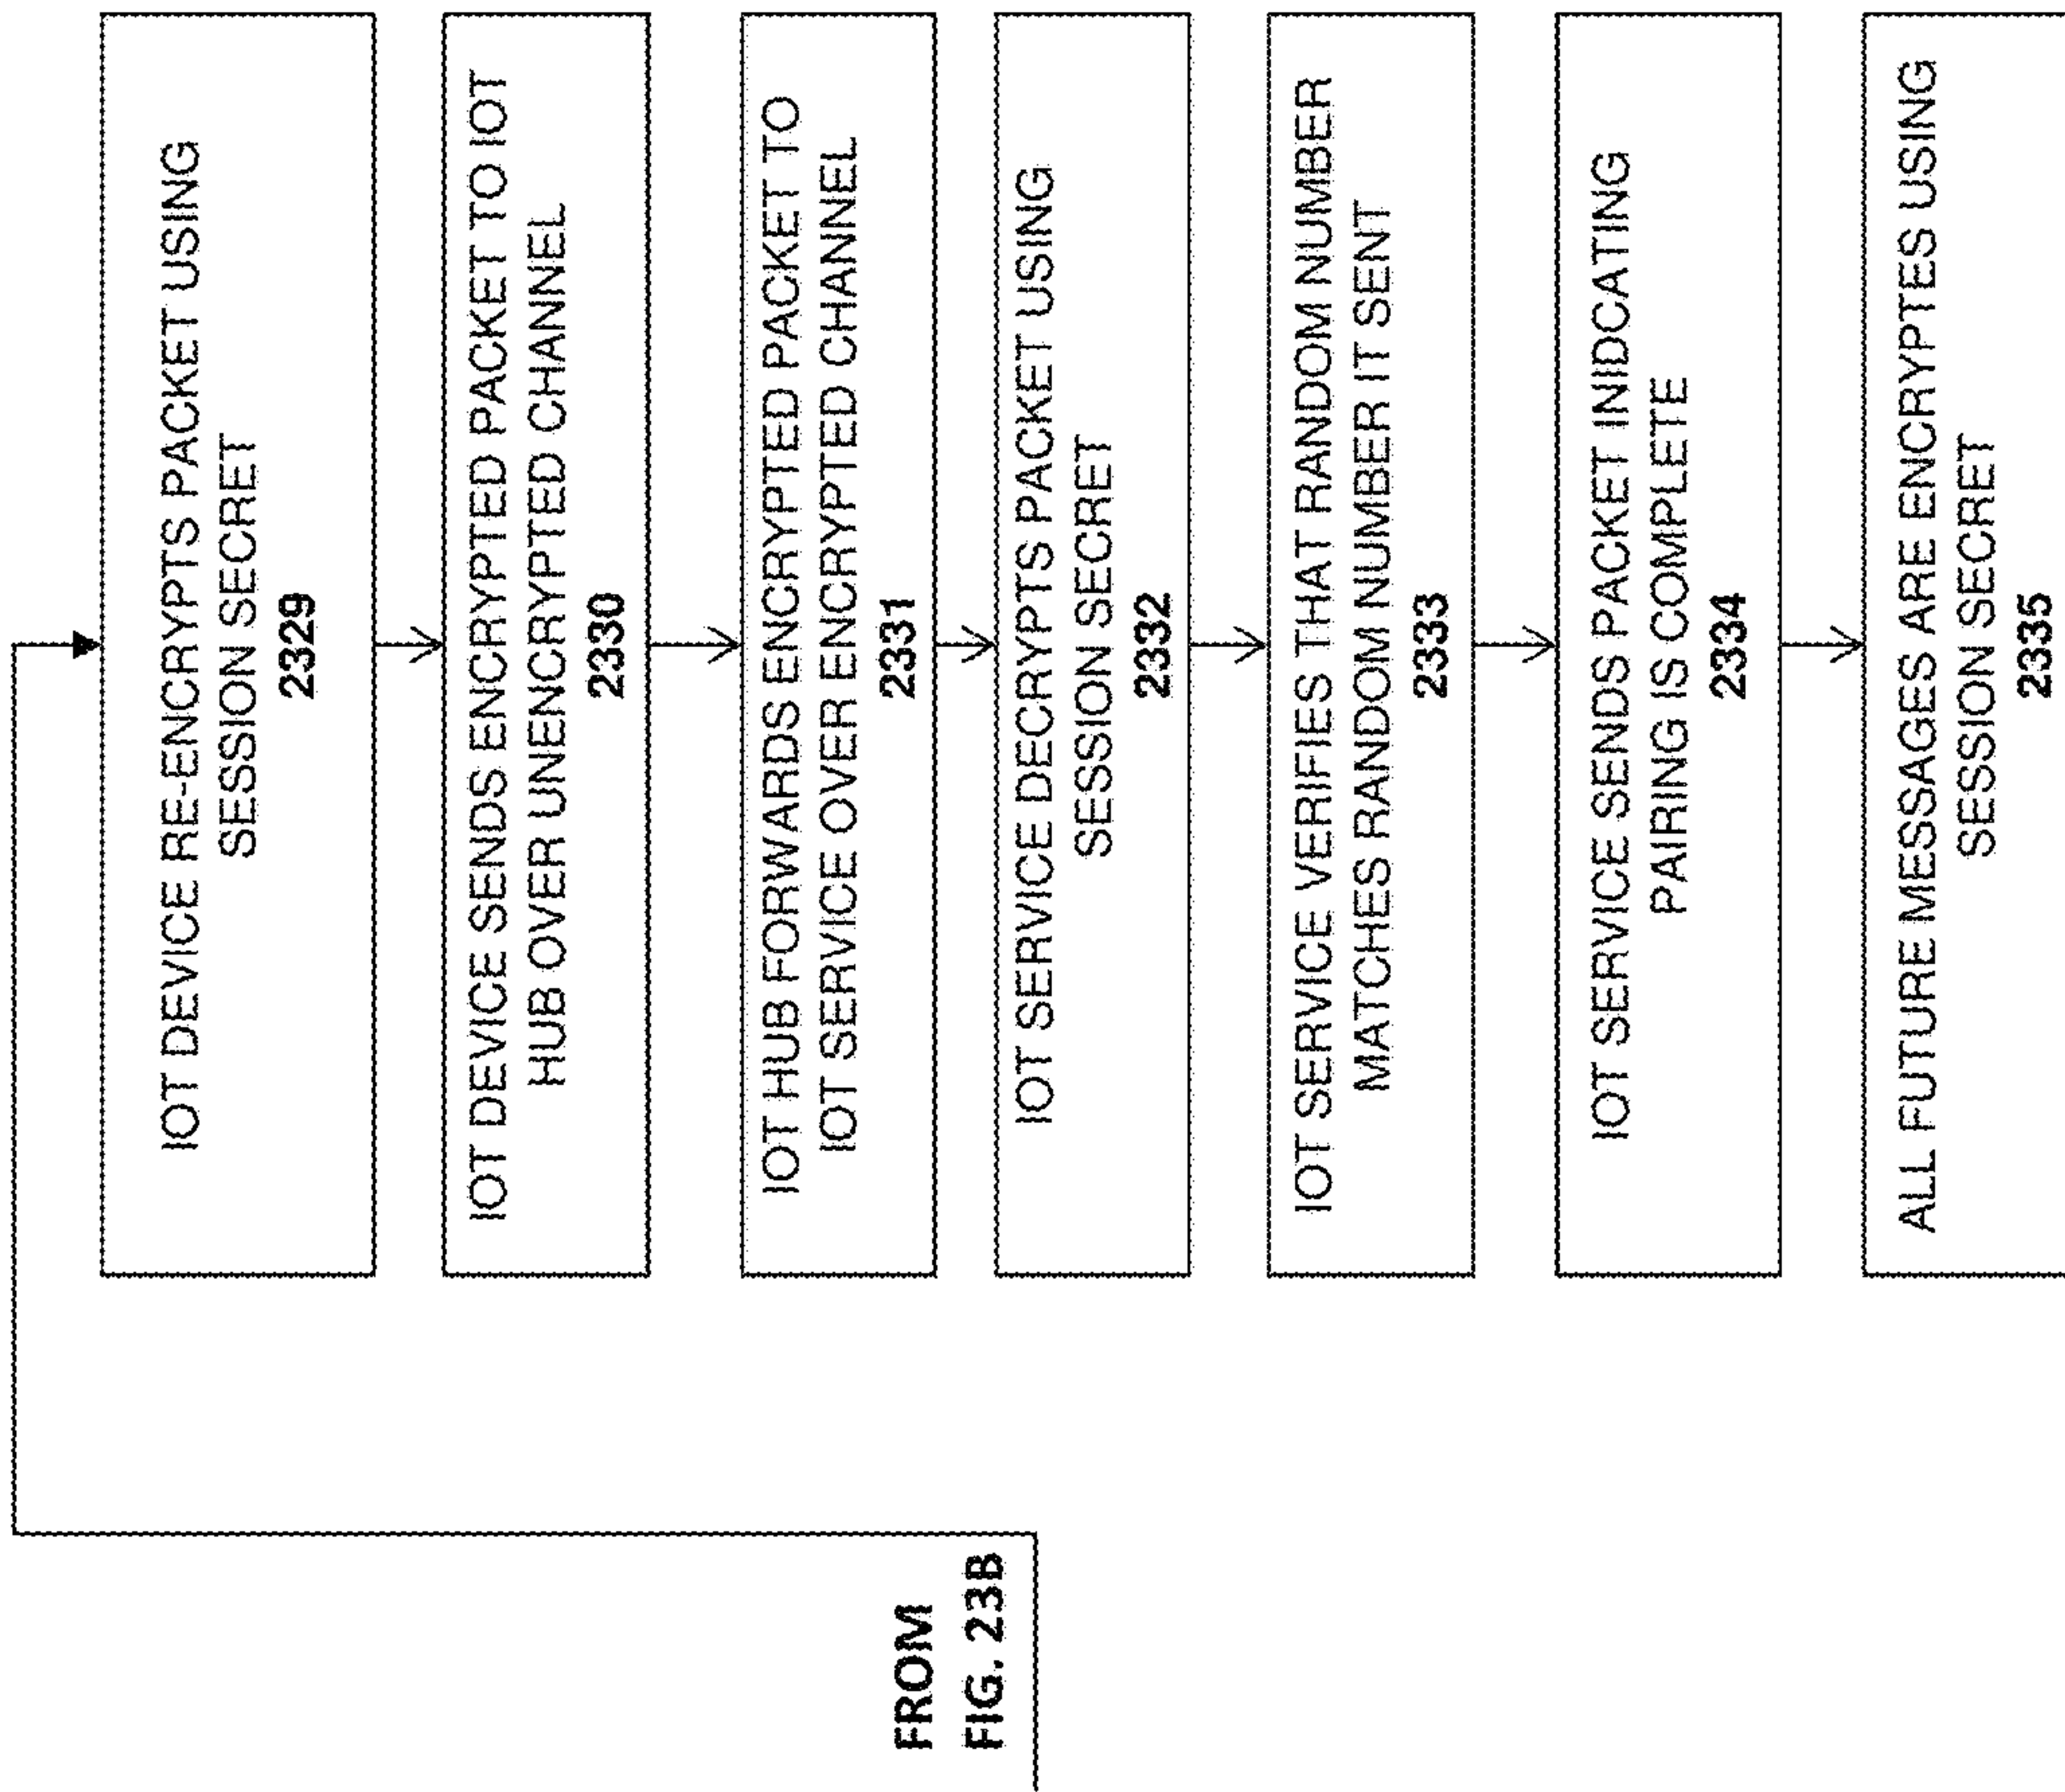 FROM
FIG. 23B
IOT DEVICE RE-ENCRYPTS PACKET USING
SESSION SECRET
2329
IOT DEVICE SENDS ENCRYPTED PACKET TO IOT
HUB OVER UNENCRYPTED CHANNEL
2330
IOT HUB FORWARDS ENCRYPTED PACKET TO
IOT SERVICE OVER ENCRYPTED CHANNEL
2331
IOT SERVICE DECRYPTS PACKET USING
SESSION SECRET
2332
IOT SERVICE VERIFIES THAT RANDOM NUMBER
MATCHES RANDOM NUMBER IT SENT
2333
IOT SERVICE SENDS PACKET INIDCATING
PAIRING IS COMPLETE
2334
ALL FUTURE MESSAGES ARE ENCRYPTES USING
SESSION SECRET
2335